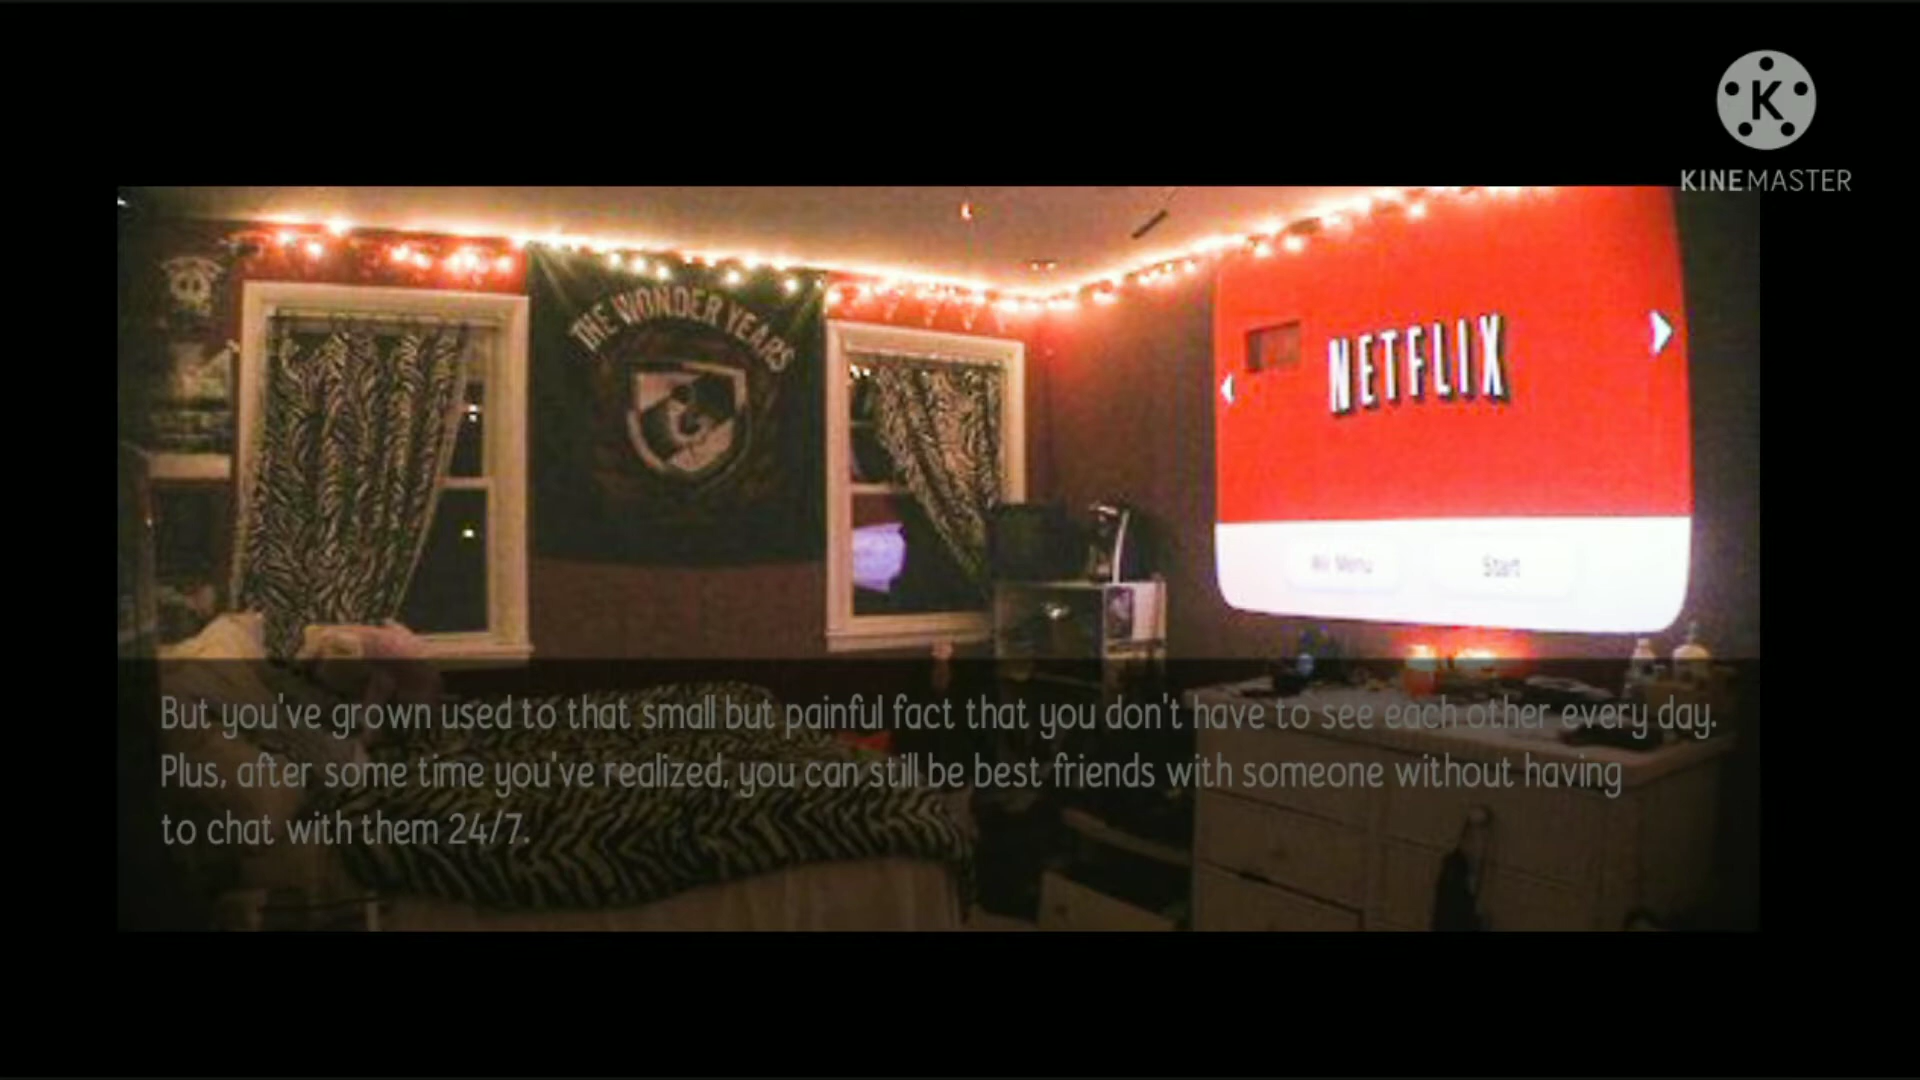 KINEMASTER
THE WONDER YEARS
NETFLIX
Wii Menu
Start
But you've grown used to that small but painful fact that you don't have to see each other every day.
Plus, after some time you've realized, you can still be best friends with someone without having
to chat with them 24/7.